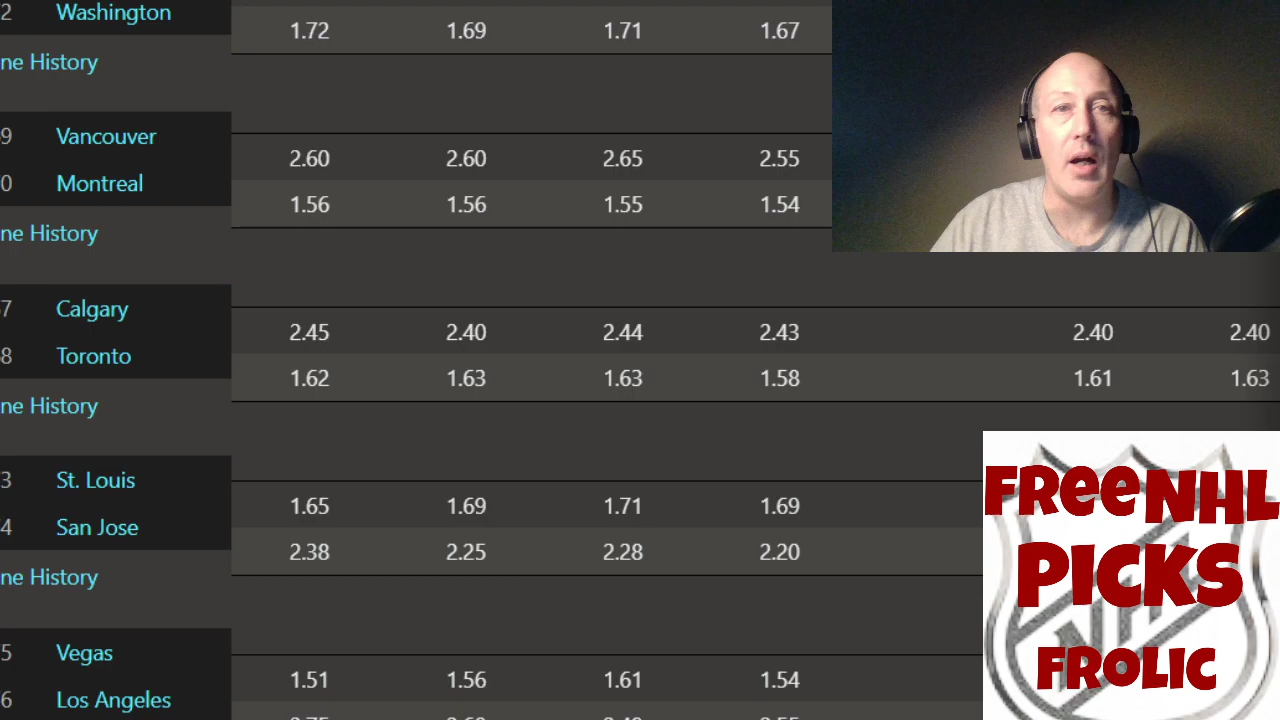 2 Washington
1.72 1.69 1.71 1.67
ne History
9 Vancouver
2.60 2.60 2.65 2.55
0 Montreal
1.56 1.56 1.55 1.54
ne History
7 Calgary
2.45 2.40 2.44 2.43 2.40 2.40
8 Toronto
1.62 1.63 1.63 1.58 1.61 1.63
ne History
3 St. Louis
1.65 1.69 1.71 1.69
4 San Jose
2.38 2.25 2.28 2.20
ne History
5 Vegas
1.51 1.56 1.61 1.54
6 Los Angeles
FReeNHL
PICKS
FROLIC
NHL